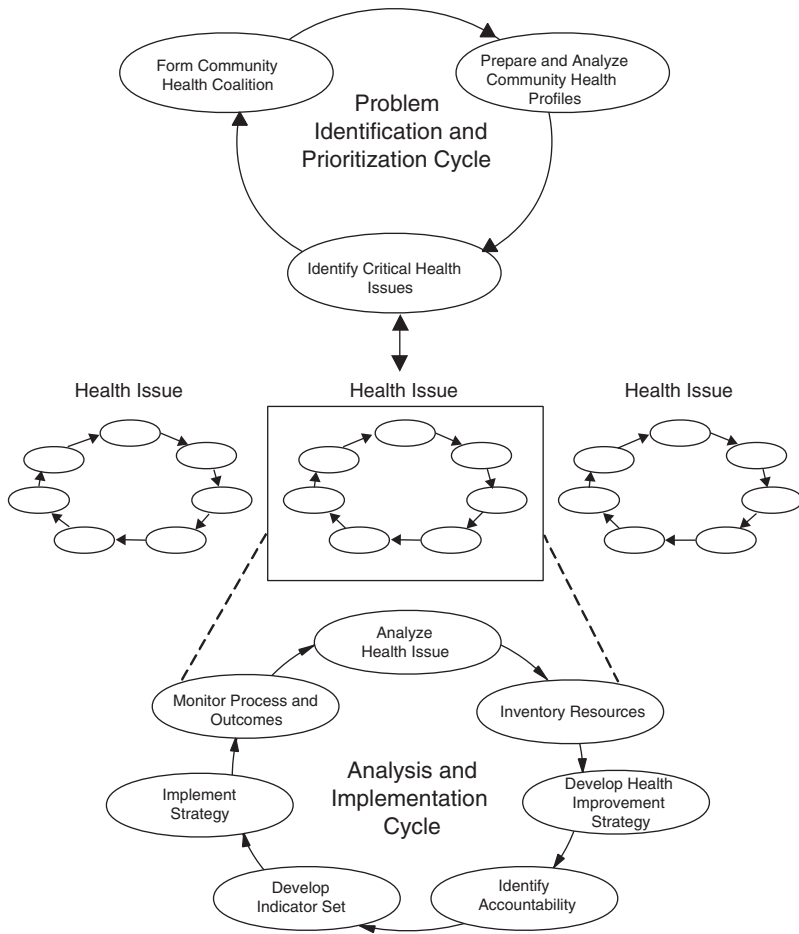 Form Community
Health Coalition
Prepare and Analyze
Community Health
Profiles
Problem
Identification and
Prioritization Cycle
Identify Critical Health
Issues
Health Issue
Health Issue
Health Issue
Analyze
Health Issue
Monitor Process and
Outcomes
Inventory Resources
Analysis and
Implementation
Cycle
Implement
Strategy
Develop Health
Improvement
Strategy
Develop
Indicator Set
Identify
Accountability